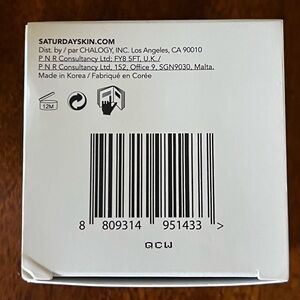 SATURDAYSKIN.COM
Dist. by / par CHALOGY, INC. Los Angeles, CA 90010
P N R Consultancy Ltd; FY8 5FT, U.K. /
P N R Consultancy Ltd, 152, Office 9, SGN9030, Malta.
Made in Korea / Fabriqué en Corée
12M
8 809314 951433 >
QCW